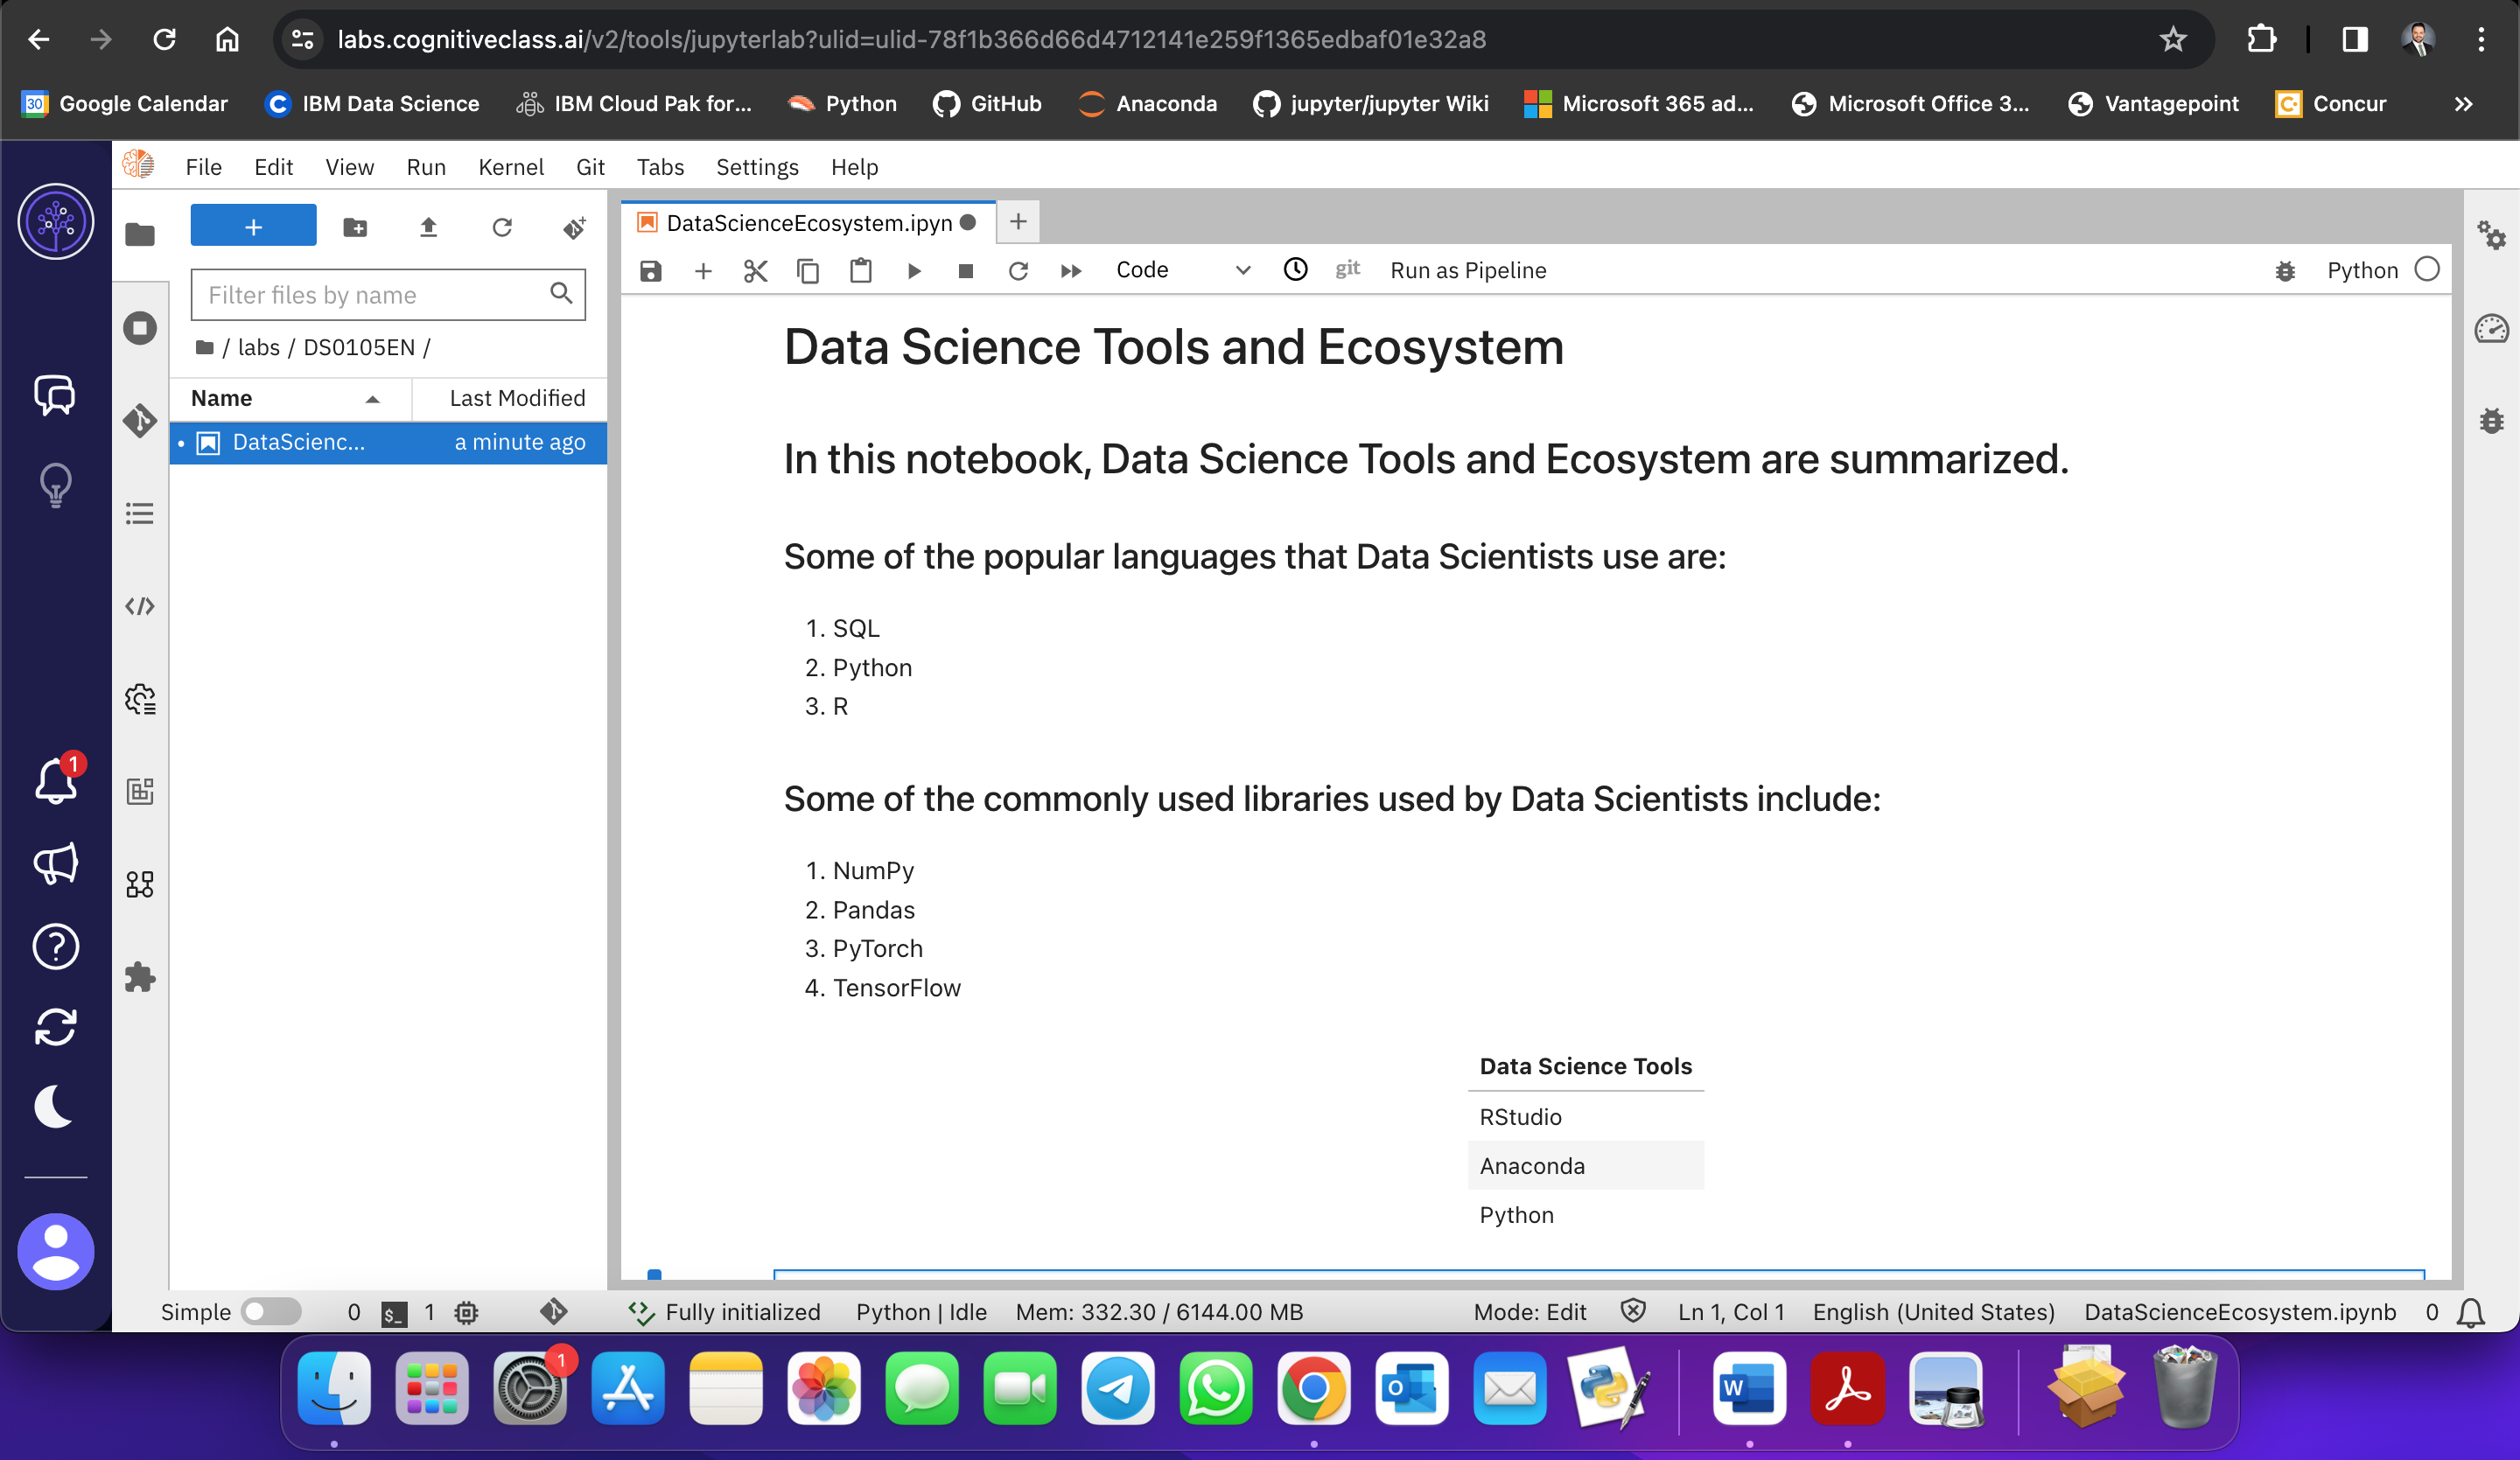 labs.cognitiveclass.ai/v2/tools/jupyterlab?ulid=ulid-78f1b366d66d4712141e259f1365edbaf01e32a8
30 Google Calendar C IBM Data Science IBM Cloud Pak for... Python GitHub Anaconda jupyter/jupyter Wiki Microsoft 365 ad... Microsoft Office 3... Vantagepoint C Concur »
File Edit View Run Kernel Git Tabs Settings Help
DataScienceEcosystem.ipyn
Filter files by name
Code git Run as Pipeline Python
/ labs / DS0105EN /
Name Last Modified
DataScienc... a minute ago
Data Science Tools and Ecosystem
In this notebook, Data Science Tools and Ecosystem are summarized.
Some of the popular languages that Data Scientists use are:
1. SQL
2. Python
3. R
Some of the commonly used libraries used by Data Scientists include:
1. NumPy
2. Pandas
3. PyTorch
4. TensorFlow
Data Science Tools
RStudio
Anaconda
Python
1
Simple 0 $_ 1 Fully initialized Python | Idle Mem: 332.30 / 6144.00 MB Mode: Edit Ln 1, Col 1 English (United States) DataScienceEcosystem.ipynb 0
1
O
W